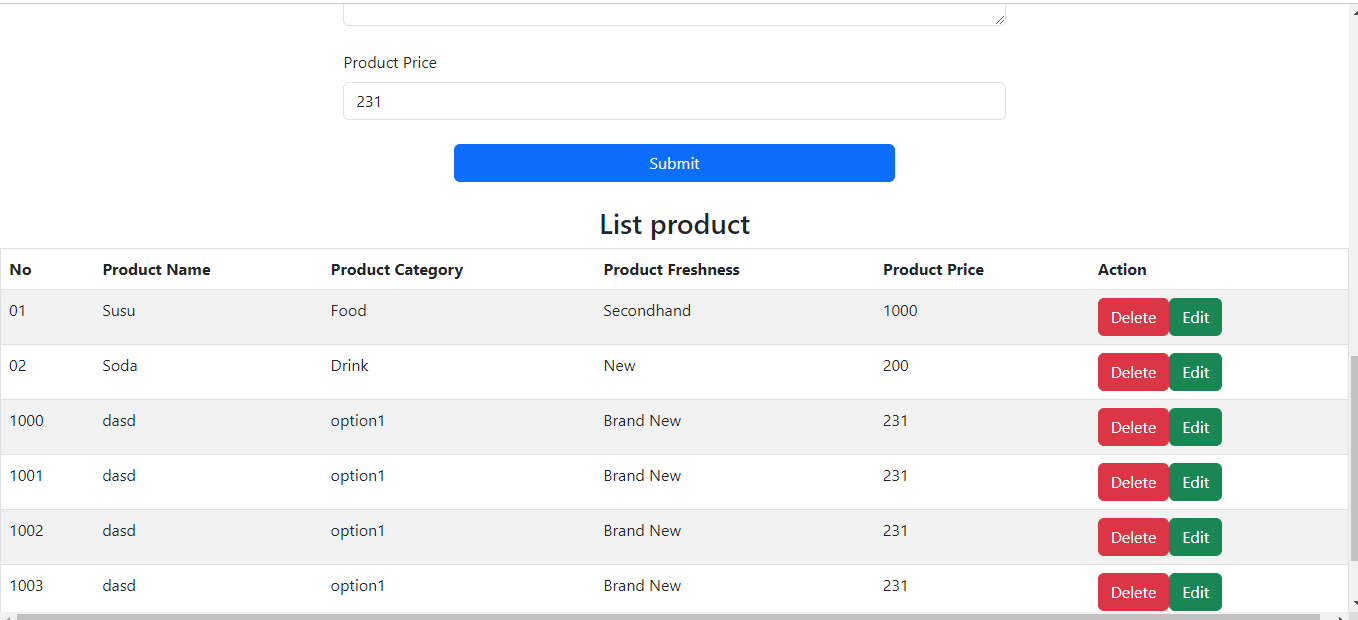 Product Price
231
Submit
List product
No Product Name Product Category Product Freshness Product Price Action
01 Susu Food Secondhand 1000 Delete Edit
02 Soda Drink New 200 Delete Edit
1000 dasd option1 Brand New 231 Delete Edit
1001 dasd option1 Brand New 231 Delete Edit
1002 dasd option1 Brand New 231 Delete Edit
1003 dasd option1 Brand New 231 Delete Edit